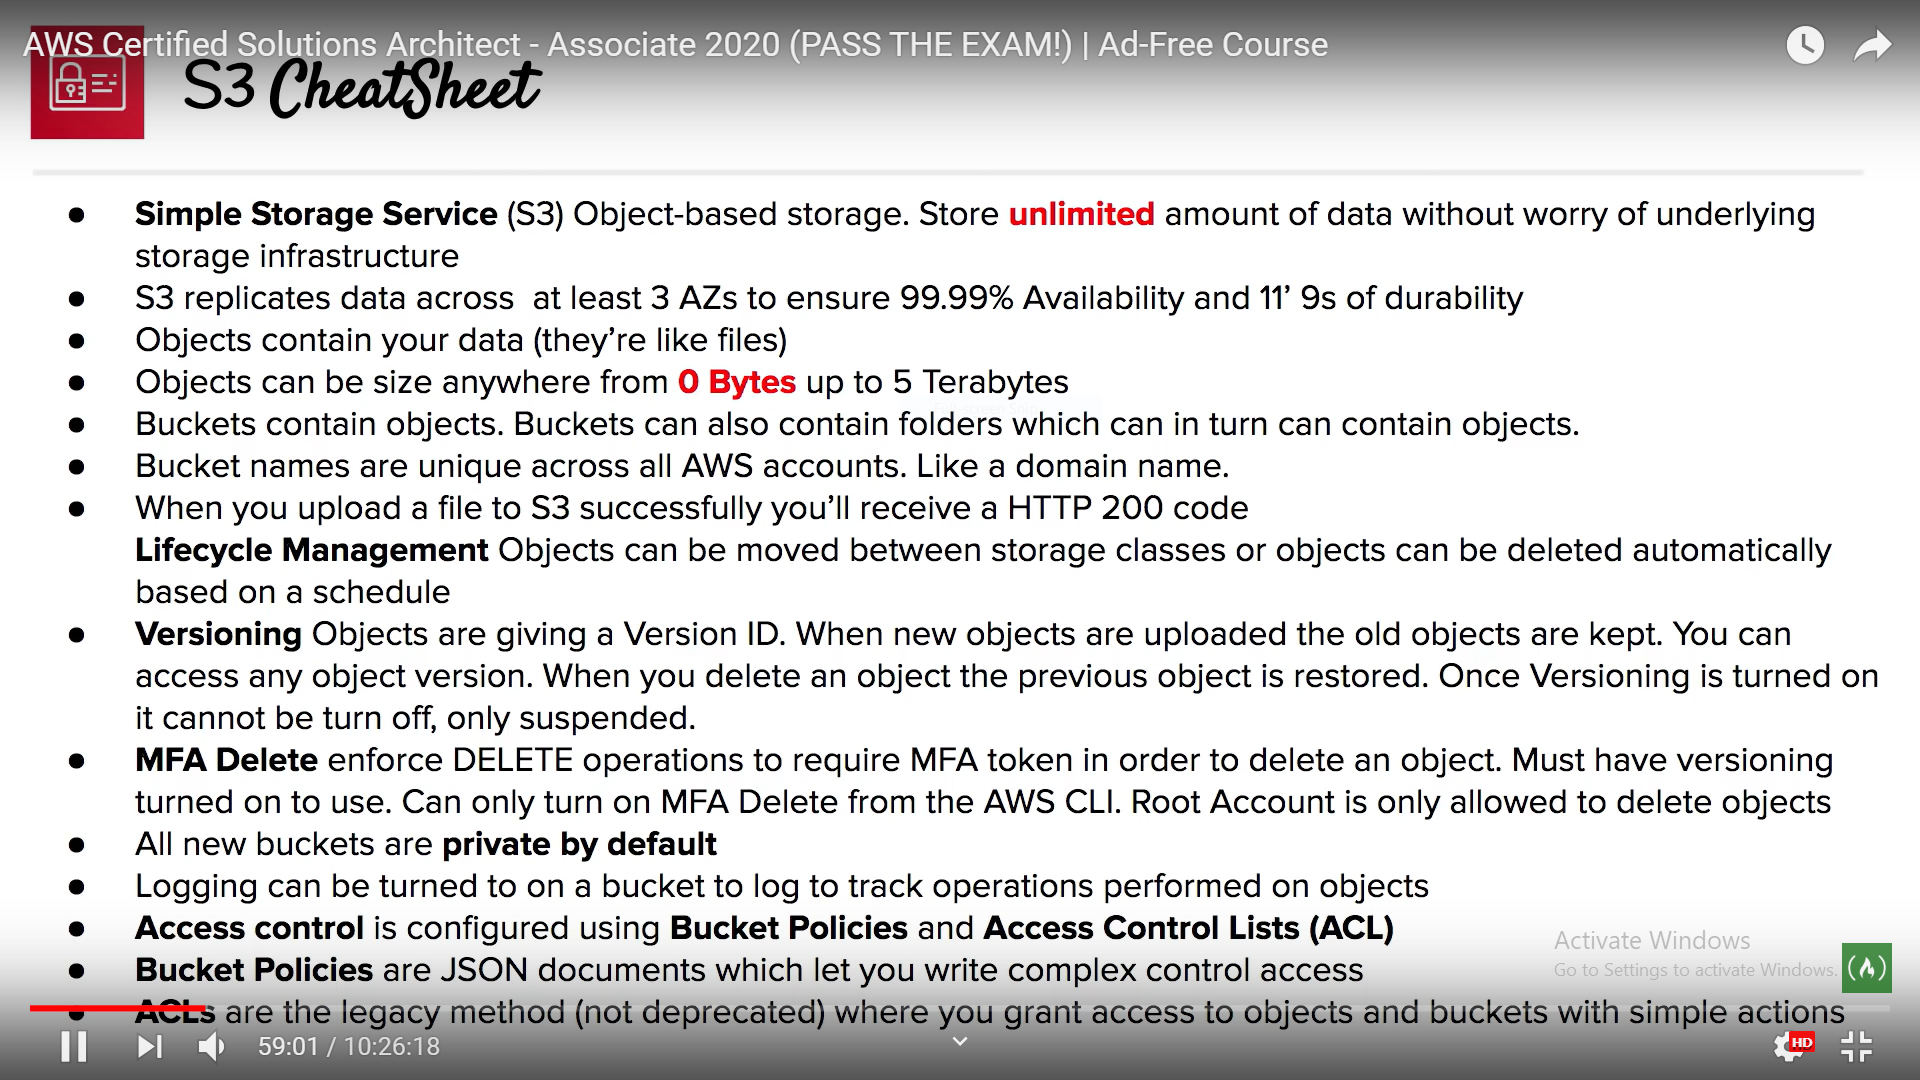 AWS Certified Solutions Architect - Associate 2020 (PASS THE EXAM!) | Ad-Free Course
S3 CheatSheet
● Simple Storage Service (S3) Object-based storage. Store unlimited amount of data without worry of underlying
storage infrastructure
● S3 replicates data across  at least 3 AZs to ensure 99.99% Availability and 11’ 9s of durability
● Objects contain your data (they’re like files)
● Objects can be size anywhere from 0 Bytes up to 5 Terabytes
● Buckets contain objects. Buckets can also contain folders which can in turn can contain objects.
● Bucket names are unique across all AWS accounts. Like a domain name.
● When you upload a file to S3 successfully you’ll receive a HTTP 200 code
Lifecycle Management Objects can be moved between storage classes or objects can be deleted automatically
based on a schedule
● Versioning Objects are giving a Version ID. When new objects are uploaded the old objects are kept. You can
access any object version. When you delete an object the previous object is restored. Once Versioning is turned on
it cannot be turn off, only suspended.
● MFA Delete enforce DELETE operations to require MFA token in order to delete an object. Must have versioning
turned on to use. Can only turn on MFA Delete from the AWS CLI. Root Account is only allowed to delete objects
● All new buckets are private by default
● Logging can be turned to on a bucket to log to track operations performed on objects
● Access control is configured using Bucket Policies and Access Control Lists (ACL)
● Bucket Policies are JSON documents which let you write complex control access
● ACLs are the legacy method (not deprecated) where you grant access to objects and buckets with simple actions
Activate Windows
Go to Settings to activate Windows.
59:01 / 10:26:18
HD